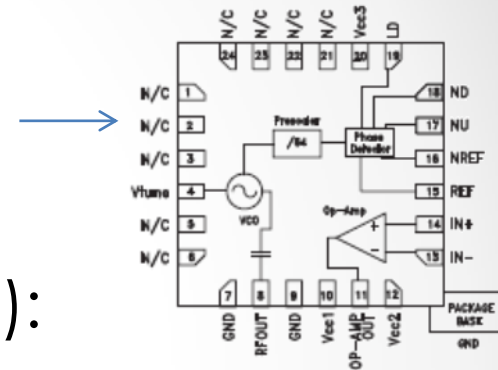 N/C N/C N/C N/C Vcc3 LD
24 23 22 21 20 19
N/C 1
N/C 2
N/C 3
Vtune 4
N/C 5
N/C 6
18 ND
17 NU
16 NREF
15 REF
14 IN+
13 IN-
Prescaler
/64
Phase
Detector
VCO
Op-Amp
+
-
7 8 9 10 11 12
GND RFOUT GND Vcc1 OP-AMP OUT Vcc2
PACKAGE
BASE
GND
):